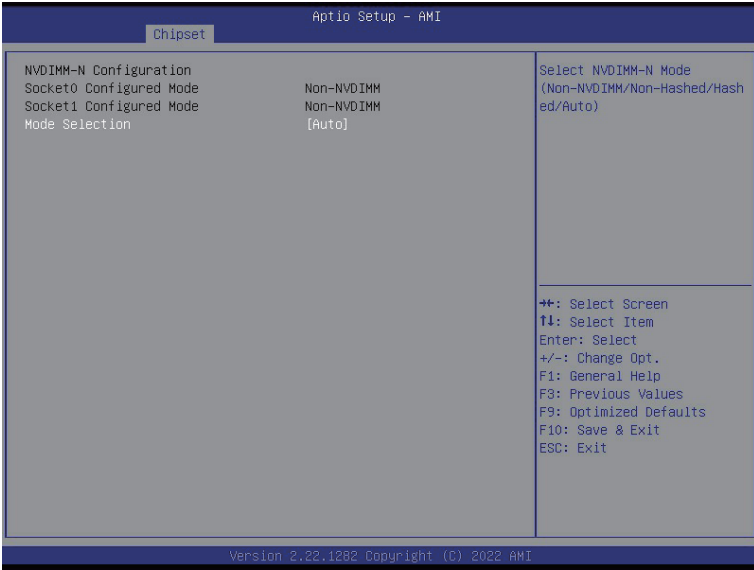 Aptio Setup – AMI
Chipset
NVDIMM-N Configuration
Socket0 Configured Mode Non-NVDIMM
Socket1 Configured Mode Non-NVDIMM
Mode Selection [Auto]
Select NVDIMM-N Mode
(Non-NVDIMM/Non-Hashed/Hash
ed/Auto)
→←: Select Screen
↑↓: Select Item
Enter: Select
+/-: Change Opt.
F1: General Help
F3: Previous Values
F9: Optimized Defaults
F10: Save & Exit
ESC: Exit
Version 2.22.1282 Copyright (C) 2022 AMI